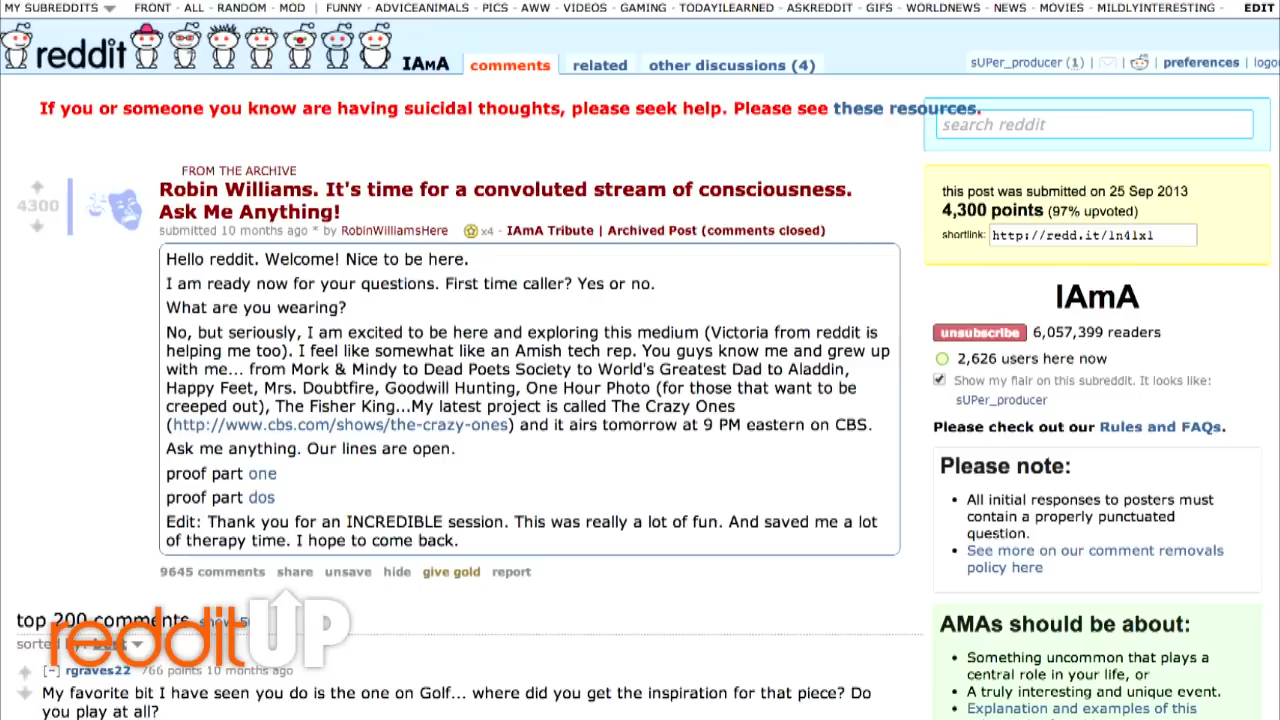 MY SUBREDDITS FRONT - ALL - RANDOM - MOD | FUNNY - ADVICEANIMALS - PICS - AWW - VIDEOS - GAMING - TODAYILEARNED - ASKREDDIT - GIFS - WORLDNEWS - NEWS - MOVIES - MILDLYINTERESTING - EDIT
reddit IAMA comments related other discussions (4)
sUPer_producer (1) | | | preferences | logou
If you or someone you know are having suicidal thoughts, please seek help. Please see these resources.
search reddit
FROM THE ARCHIVE
4300
Robin Williams. It's time for a convoluted stream of consciousness.
Ask Me Anything!
submitted 10 months ago * by RobinWilliamsHere x4 - IAmA Tribute | Archived Post (comments closed)
Hello reddit. Welcome! Nice to be here.
I am ready now for your questions. First time caller? Yes or no.
What are you wearing?
No, but seriously, I am excited to be here and exploring this medium (Victoria from reddit is
helping me too). I feel like somewhat like an Amish tech rep. You guys know me and grew up
with me... from Mork & Mindy to Dead Poets Society to World's Greatest Dad to Aladdin,
Happy Feet, Mrs. Doubtfire, Goodwill Hunting, One Hour Photo (for those that want to be
creeped out), The Fisher King...My latest project is called The Crazy Ones
(http://www.cbs.com/shows/the-crazy-ones) and it airs tomorrow at 9 PM eastern on CBS.
Ask me anything. Our lines are open.
proof part one
proof part dos
Edit: Thank you for an INCREDIBLE session. This was really a lot of fun. And saved me a lot
of therapy time. I hope to come back.
9645 comments share unsave hide give gold report
top 200 comments show 50
sorted by: best
redditUP
[-] rgraves22 766 points 10 months ago
My favorite bit I have seen you do is the one on Golf... where did you get the inspiration for that piece? Do
you play at all?
this post was submitted on 25 Sep 2013
4,300 points (97% upvoted)
shortlink: http://redd.it/1n41x1
IAmA
unsubscribe 6,057,399 readers
2,626 users here now
Show my flair on this subreddit. It looks like:
sUPer_producer
Please check out our Rules and FAQs.
Please note:
• All initial responses to posters must
contain a properly punctuated
question.
• See more on our comment removals
policy here
AMAs should be about:
• Something uncommon that plays a
central role in your life, or
• A truly interesting and unique event.
• Explanation and examples of this